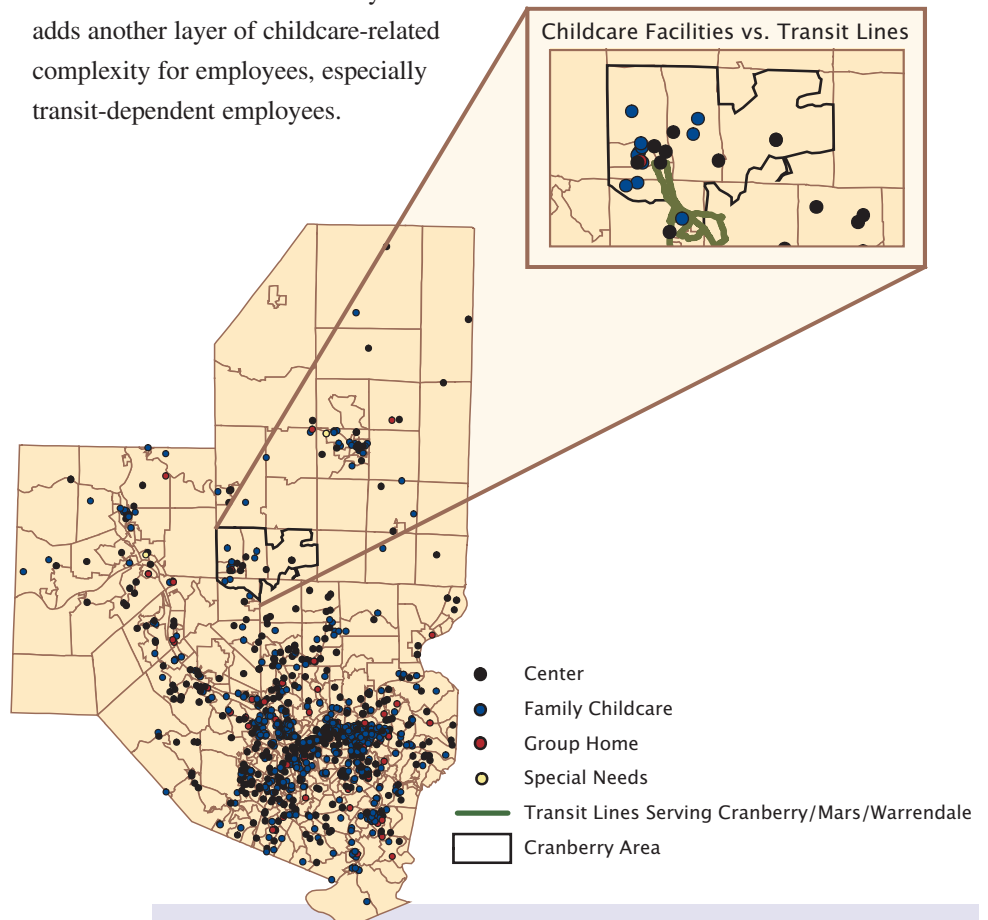 adds another layer of childcare-related
complexity for employees, especially
transit-dependent employees.
Childcare Facilities vs. Transit Lines
Center
Family Childcare
Group Home
Special Needs
Transit Lines Serving Cranberry/Mars/Warrendale
Cranberry Area